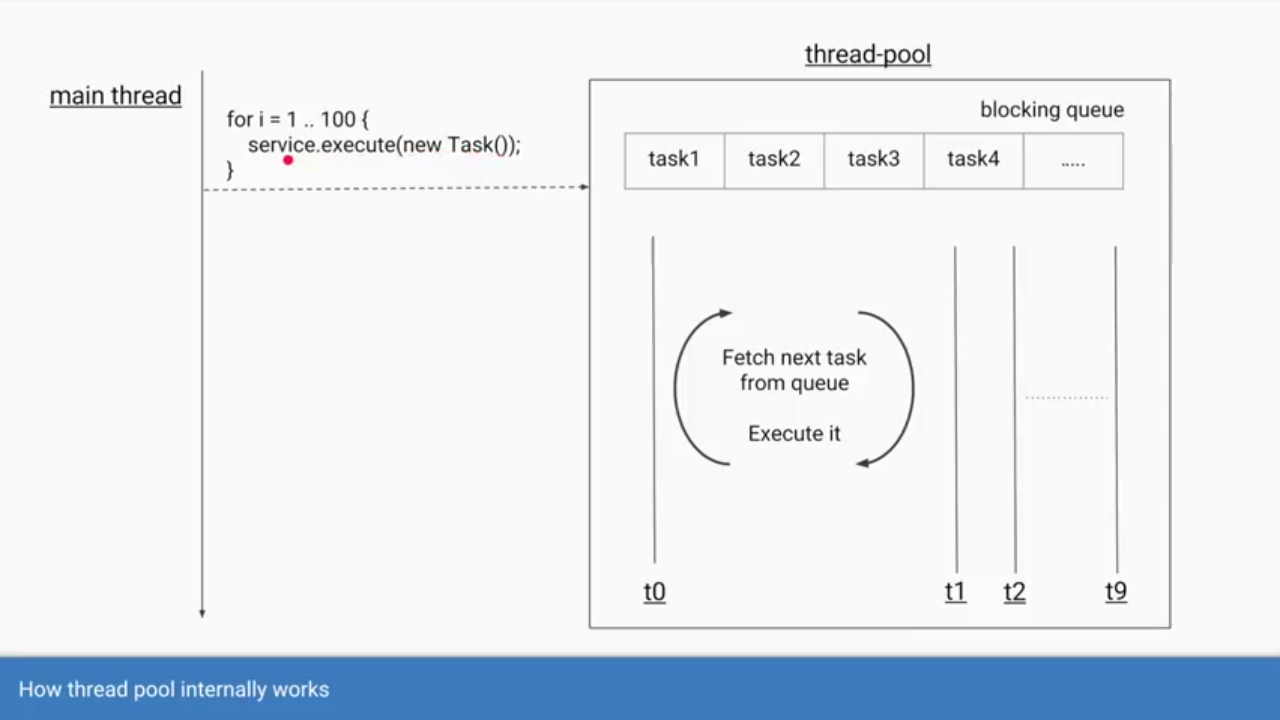 thread-pool
main thread
for i = 1 .. 100 {
service.execute(new Task());
}
blocking queue
task1 task2 task3 task4 .....
Fetch next task
from queue
Execute it
t0 t1 t2 t9
How thread pool internally works